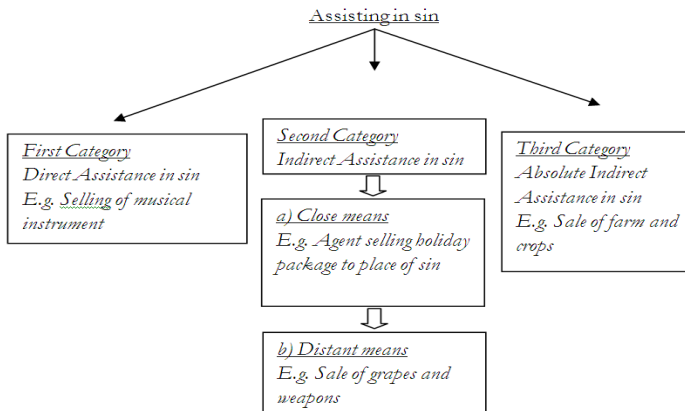 Assisting in sin
First Category
Direct Assistance in sin
E.g. Selling of musical
instrument
Second Category
Indirect Assistance in sin
a) Close means
E.g. Agent selling holiday
package to place of sin
b) Distant means
E.g. Sale of grapes and
weapons
Third Category
Absolute Indirect
Assistance in sin
E.g. Sale of farm and
crops